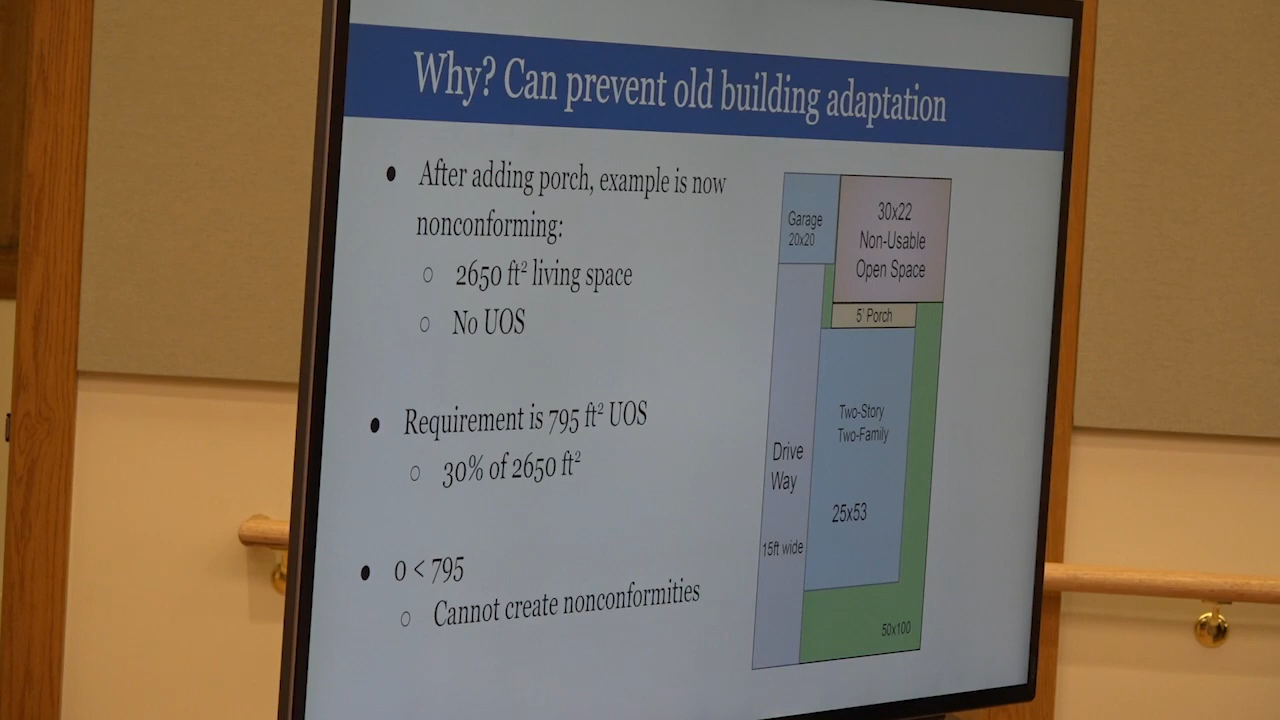 Why? Can prevent old building adaptation
● After adding porch, example is now
nonconforming:
○ 2650 ft² living space
○ No UOS
● Requirement is 795 ft² UOS
○ 30% of 2650 ft²
● 0 < 795
○ Cannot create nonconformities
Garage
20x20
30x22
Non-Usable
Open Space
5' Porch
Two-Story
Two-Family
25x53
Drive
Way
15ft wide
50x100